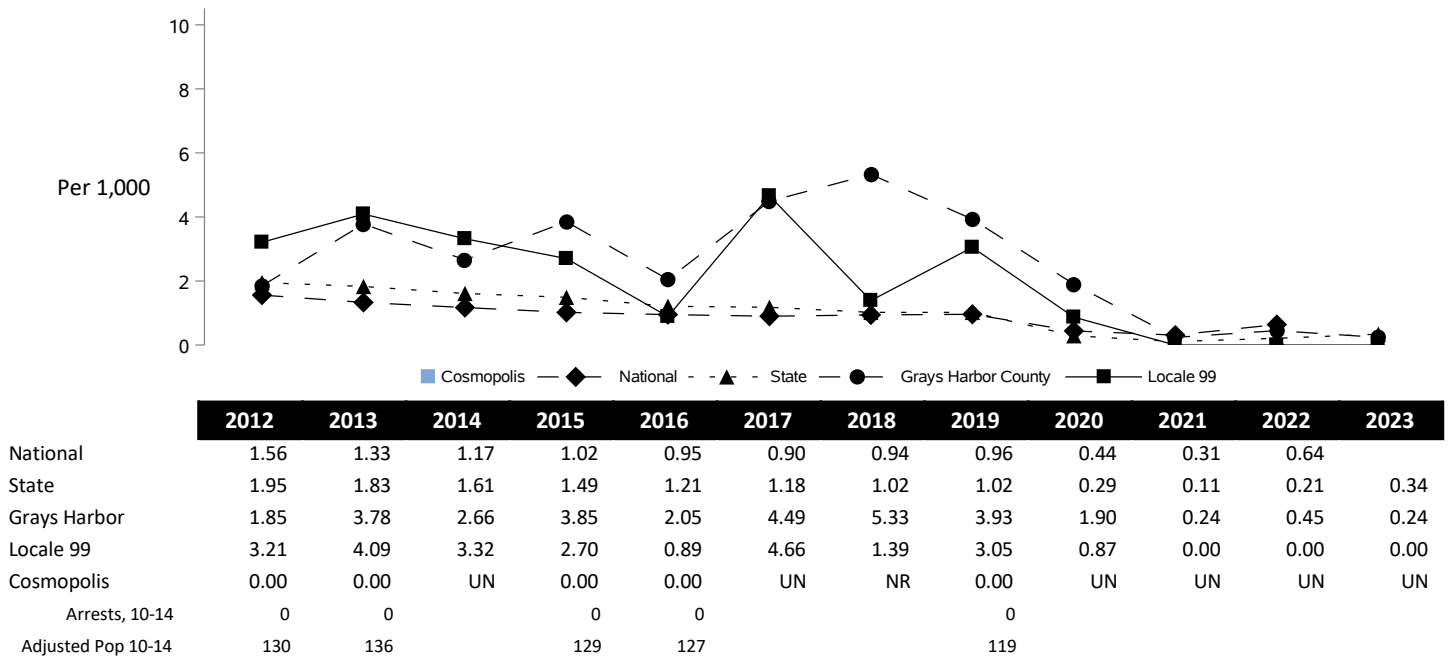 10
8
6
Per 1,000
4
2
0
Cosmopolis National State Grays Harbor County Locale 99
2012 2013 2014 2015 2016 2017 2018 2019 2020 2021 2022 2023
National 1.56 1.33 1.17 1.02 0.95 0.90 0.94 0.96 0.44 0.31 0.64
State 1.95 1.83 1.61 1.49 1.21 1.18 1.02 1.02 0.29 0.11 0.21 0.34
Grays Harbor 1.85 3.78 2.66 3.85 2.05 4.49 5.33 3.93 1.90 0.24 0.45 0.24
Locale 99 3.21 4.09 3.32 2.70 0.89 4.66 1.39 3.05 0.87 0.00 0.00 0.00
Cosmopolis 0.00 0.00 UN 0.00 0.00 UN NR 0.00 UN UN UN UN
Arrests, 10-14 0 0 0 0 0
Adjusted Pop 10-14 130 136 129 127 119